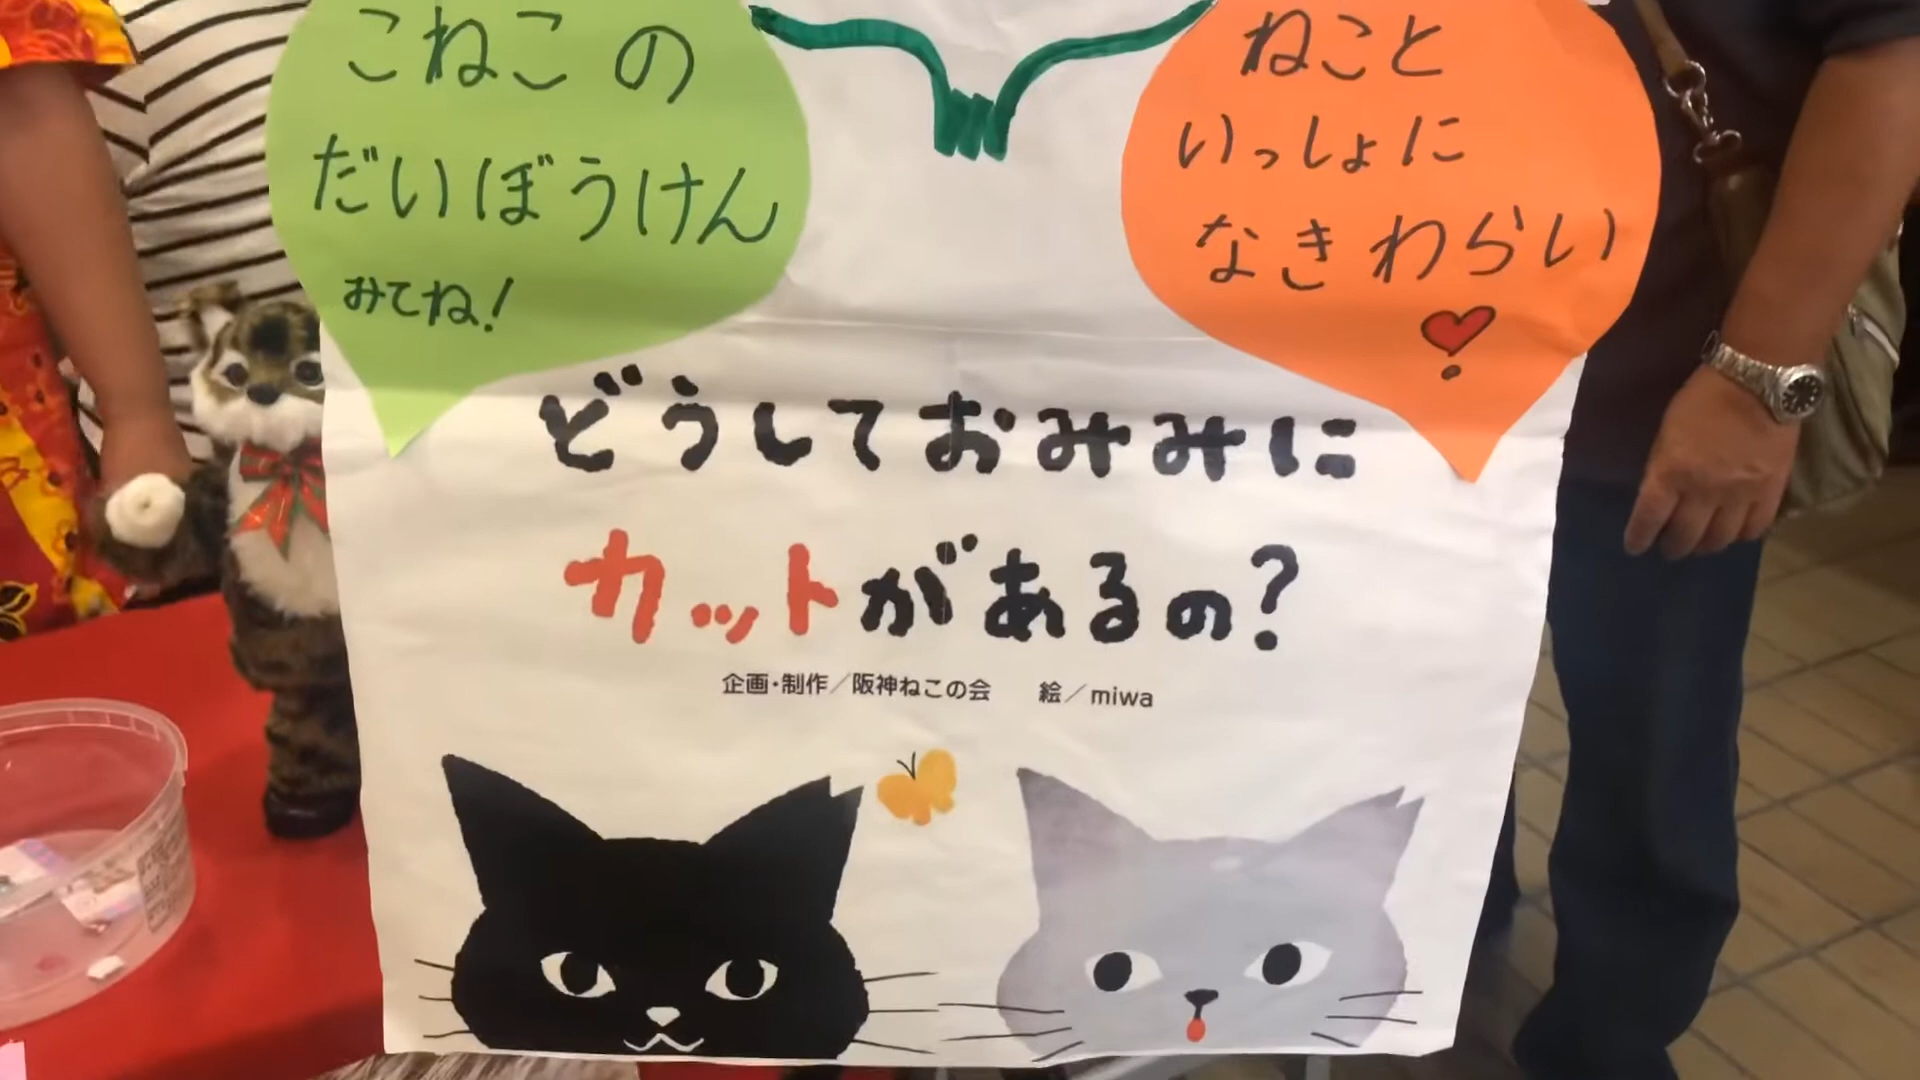 こねこの
だいぼうけん
みてね!
ねこと
いっしょに
なきわらい
どうしておみみに
カットがあるの?
企画・制作/阪神ねこの会 絵/miwa